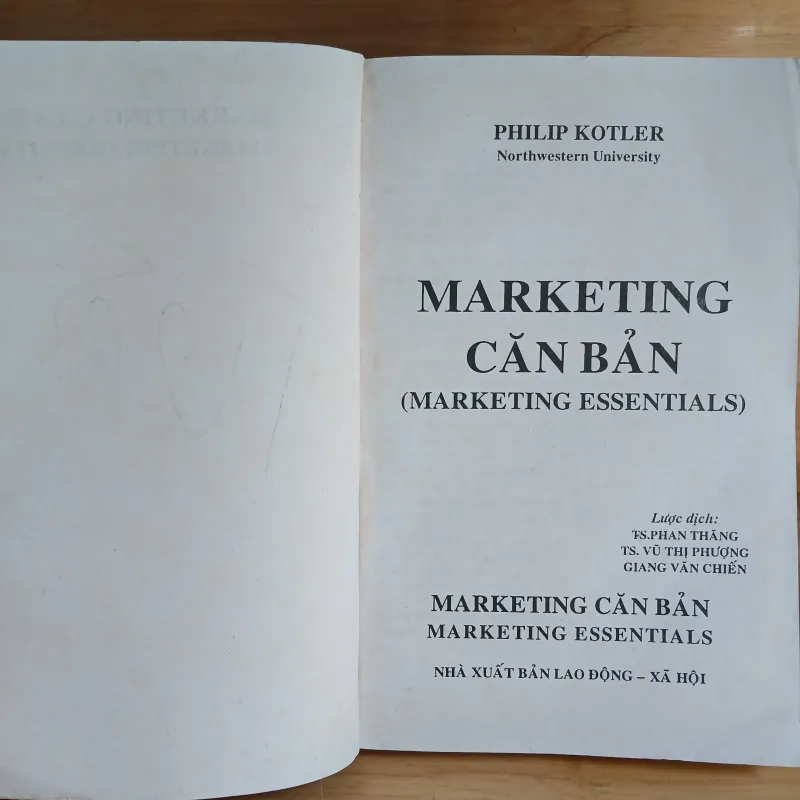 PHILIP KOTLER
Northwestern University
MARKETING
CĂN BẢN
(MARKETING ESSENTIALS)
Lược dịch:
TS.PHAN THĂNG
TS. VŨ THỊ PHƯỢNG
GIANG VĂN CHIẾN
MARKETING CĂN BẢN
MARKETING ESSENTIALS
NHÀ XUẤT BẢN LAO ĐỘNG – XÃ HỘI